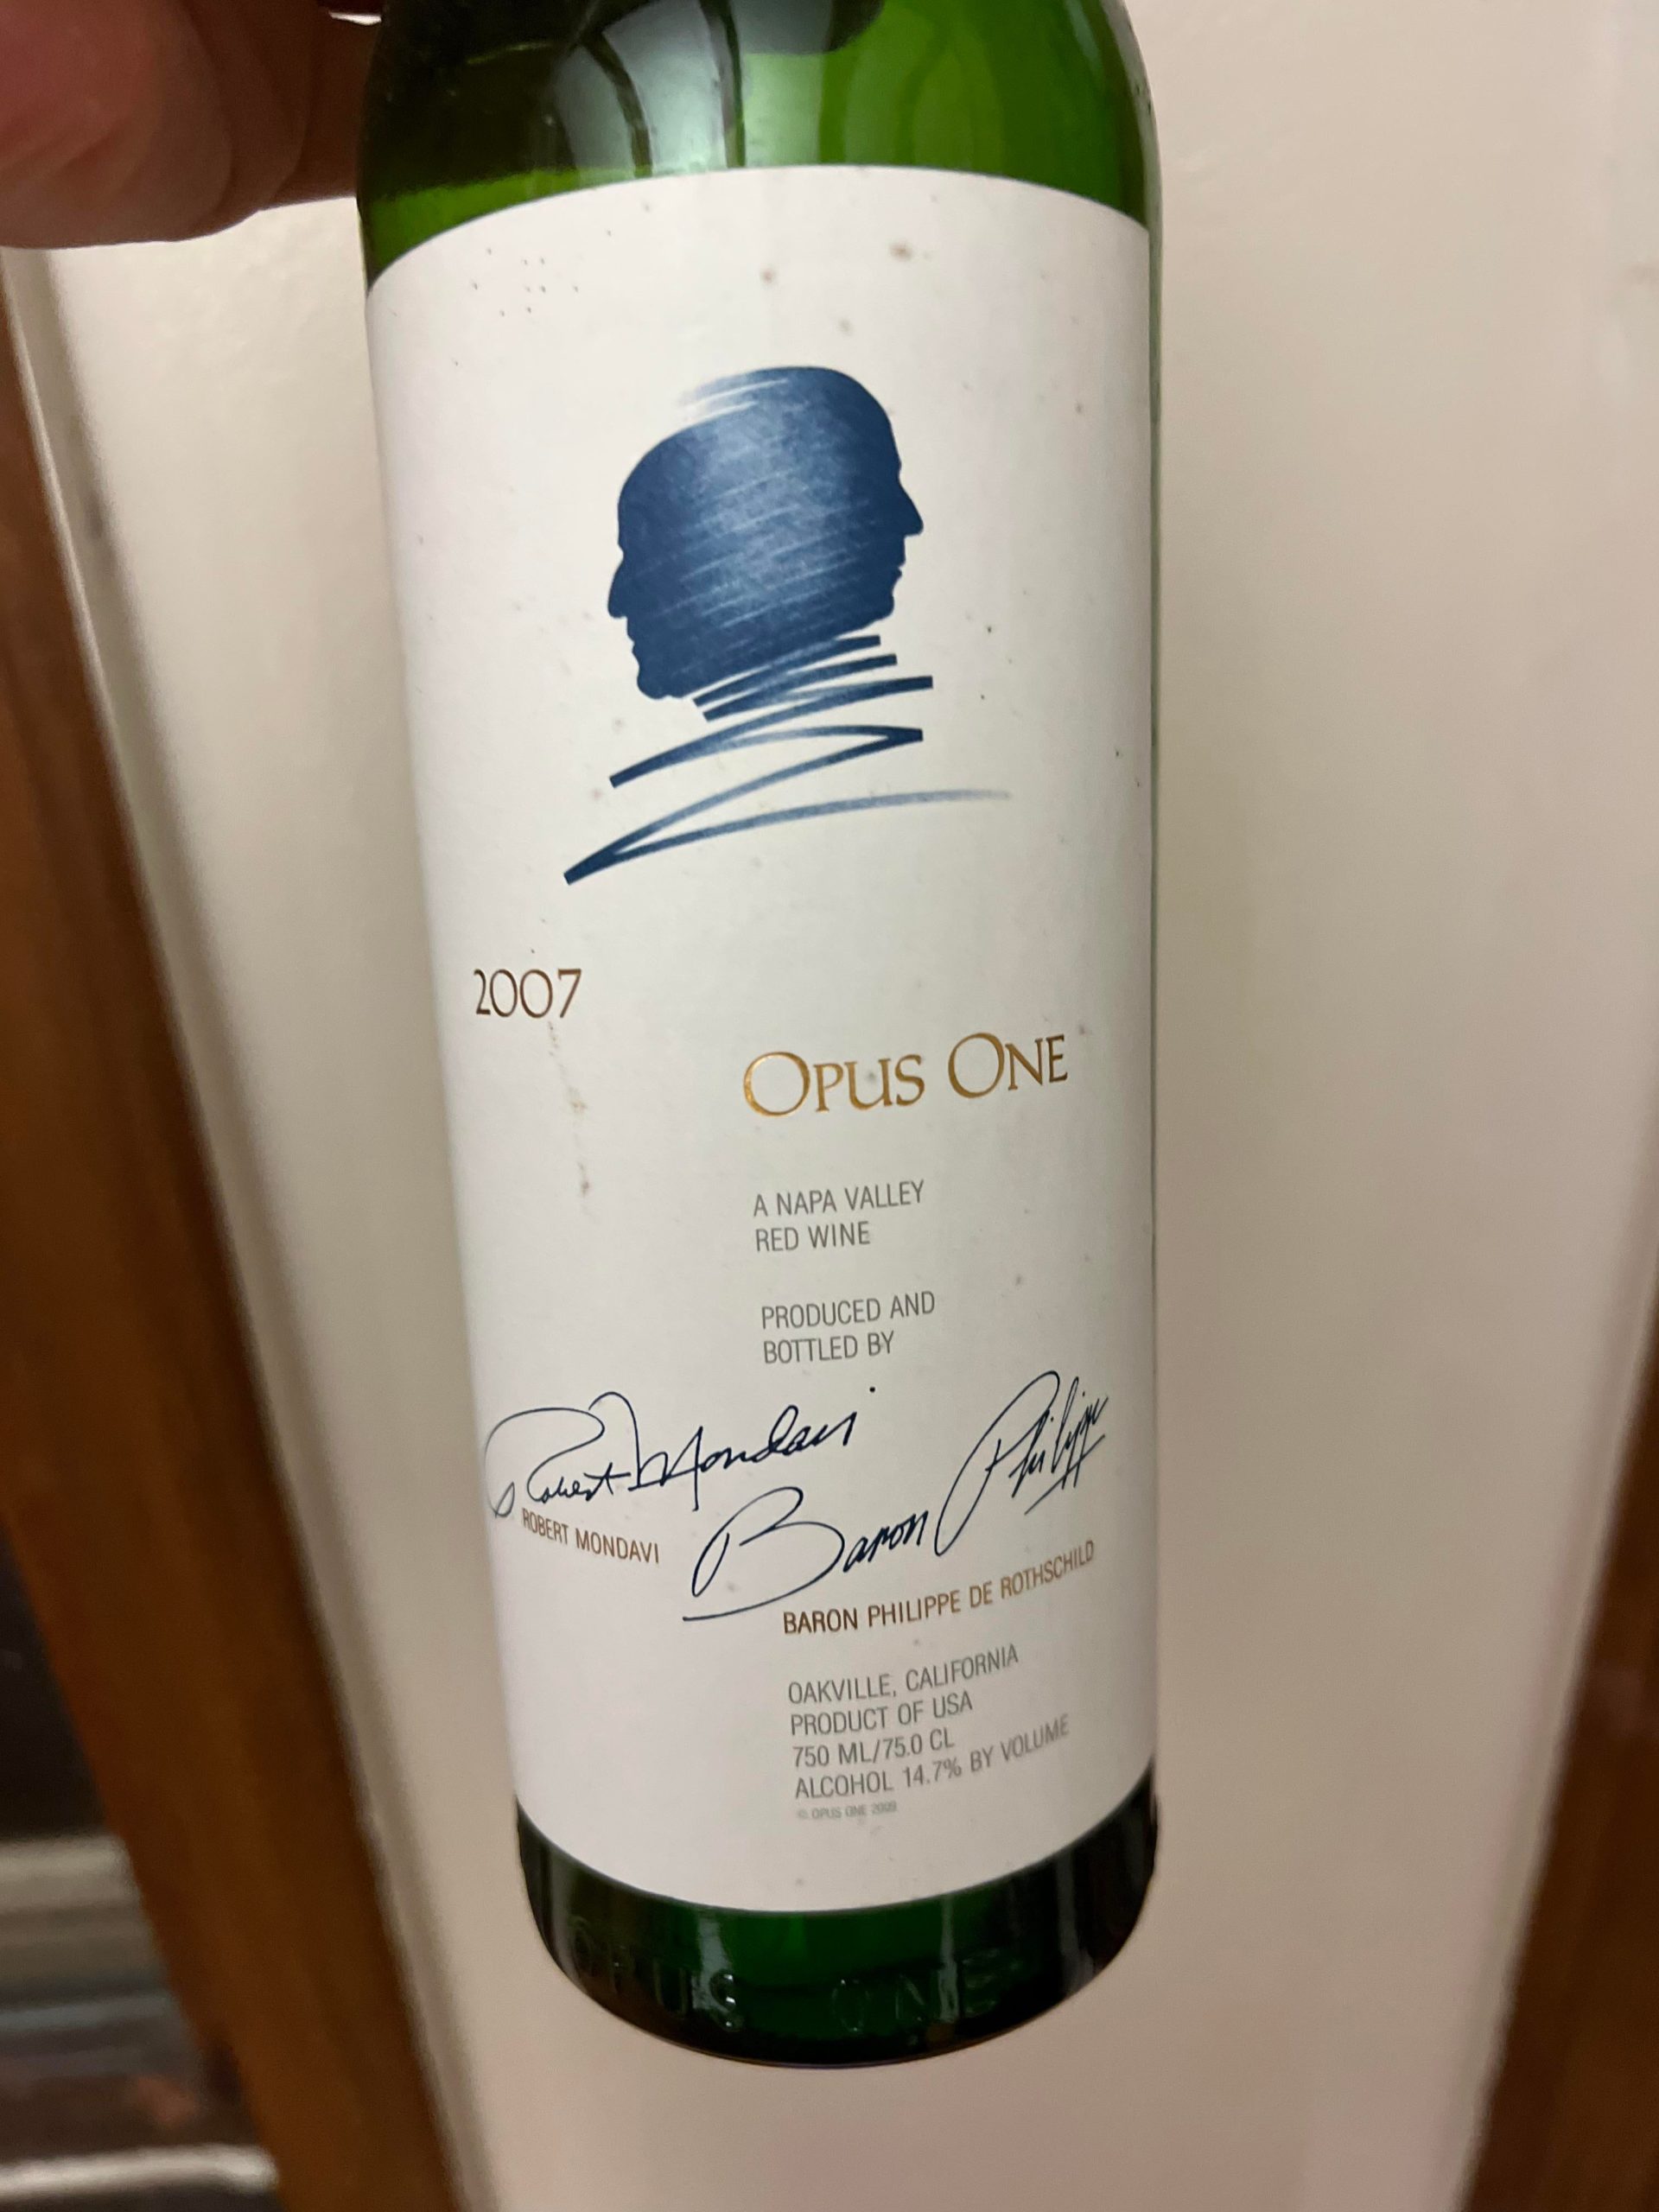 2007
OPUS ONE
A NAPA VALLEY
RED WINE
PRODUCED AND
BOTTLED BY
Robert Mondavi
ROBERT MONDAVI
Baron Philippe
BARON PHILIPPE DE ROTHSCHILD
OAKVILLE, CALIFORNIA
PRODUCT OF USA
750 ML/75.0 CL
ALCOHOL 14.7% BY VOLUME
© OPUS ONE 2009
OPUS ONE